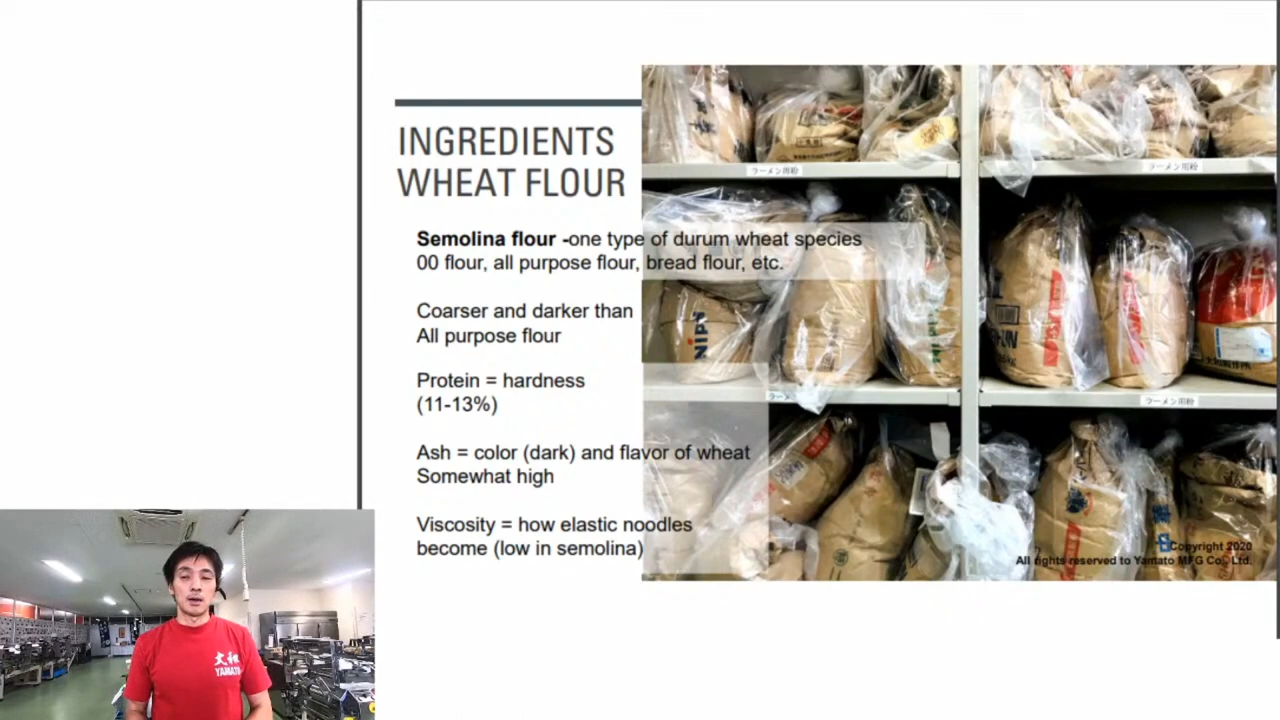 INGREDIENTS
WHEAT FLOUR
Semolina flour -one type of durum wheat species
00 flour, all purpose flour, bread flour, etc.
Coarser and darker than
All purpose flour
Protein = hardness
(11-13%)
Ash = color (dark) and flavor of wheat
Somewhat high
Viscosity = how elastic noodles
become (low in semolina)
ラーメン用粉
ラーメン用粉
NIPN
ラーメン用粉
Copyright 2020
All rights reserved to Yamato MFG Co., Ltd.
大和
YAMATO